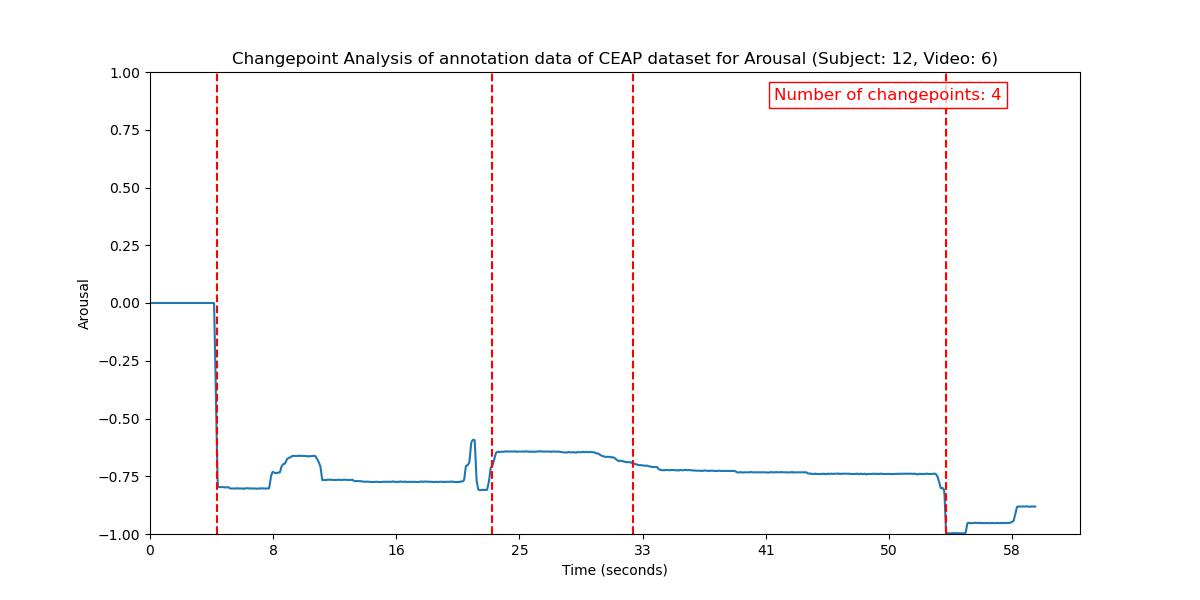 Changepoint Analysis of annotation data of CEAP dataset for Arousal (Subject: 12, Video: 6)
Number of changepoints: 4
1.00
0.75
0.50
0.25
0.00
−0.25
−0.50
−0.75
−1.00
Arousal
0 8 16 25 33 41 50 58
Time (seconds)